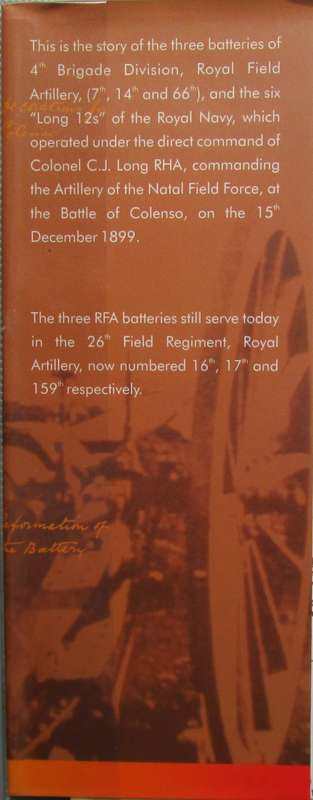 This is the story of the three batteries of
4th Brigade Division, Royal Field
Artillery, (7th, 14th and 66th), and the six
"Long 12s" of the Royal Navy, which
operated under the direct command of
Colonel C.J. Long RHA, commanding
the Artillery of the Natal Field Force, at
the Battle of Colenso, on the 15th
December 1899.
The three RFA batteries still serve today
in the 26th Field Regiment, Royal
Artillery, now numbered 16th, 17th and
159th respectively.
formation of
Battery